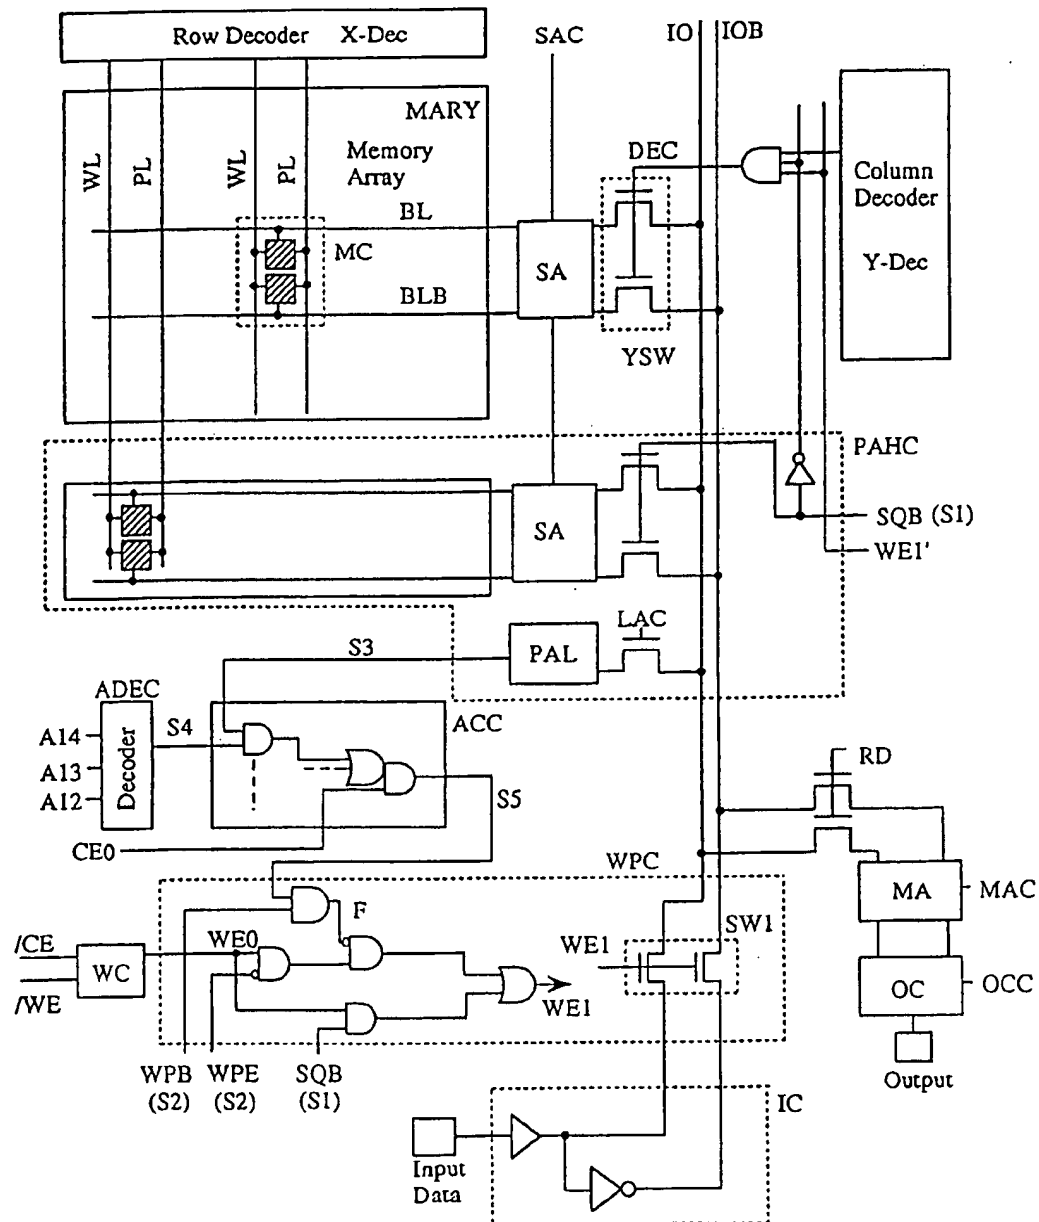 Row Decoder X-Dec
SAC
IO
IOB
MARY
WL
PL
WL
PL
Memory
Array
DEC
Column
Decoder
Y-Dec
BL
MC
SA
BLB
YSW
PAHC
SA
SQB (S1)
WE1'
LAC
S3
PAL
ADEC
A14
A13
A12
Decoder
S4
ACC
S5
RD
CE0
WPC
MA
MAC
F
SW1
/CE
/WE
WC
WE0
WE1
WE1
OC
OCC
Output
WPB
(S2)
WPE
(S2)
SQB
(S1)
IC
Input
Data